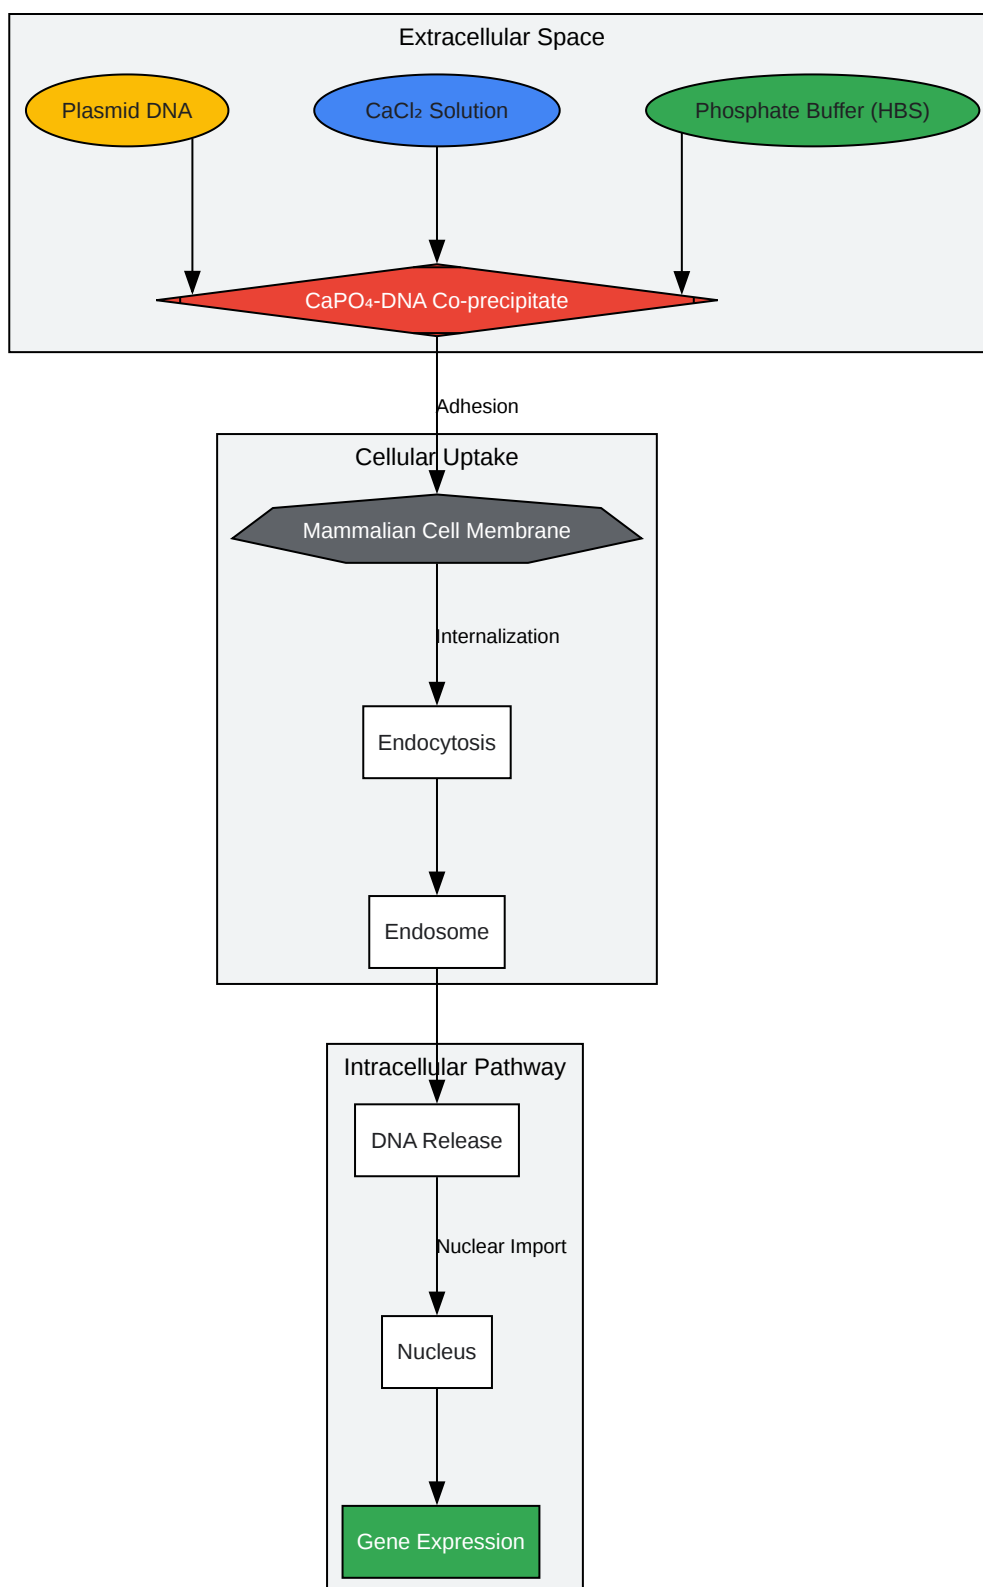 Extracellular Space
Plasmid DNA
CaCl₂ Solution
Phosphate Buffer (HBS)
CaPO₄-DNA Co-precipitate
Adhesion
Cellular Uptake
Mammalian Cell Membrane
Internalization
Endocytosis
Endosome
Intracellular Pathway
DNA Release
Nuclear Import
Nucleus
Gene Expression